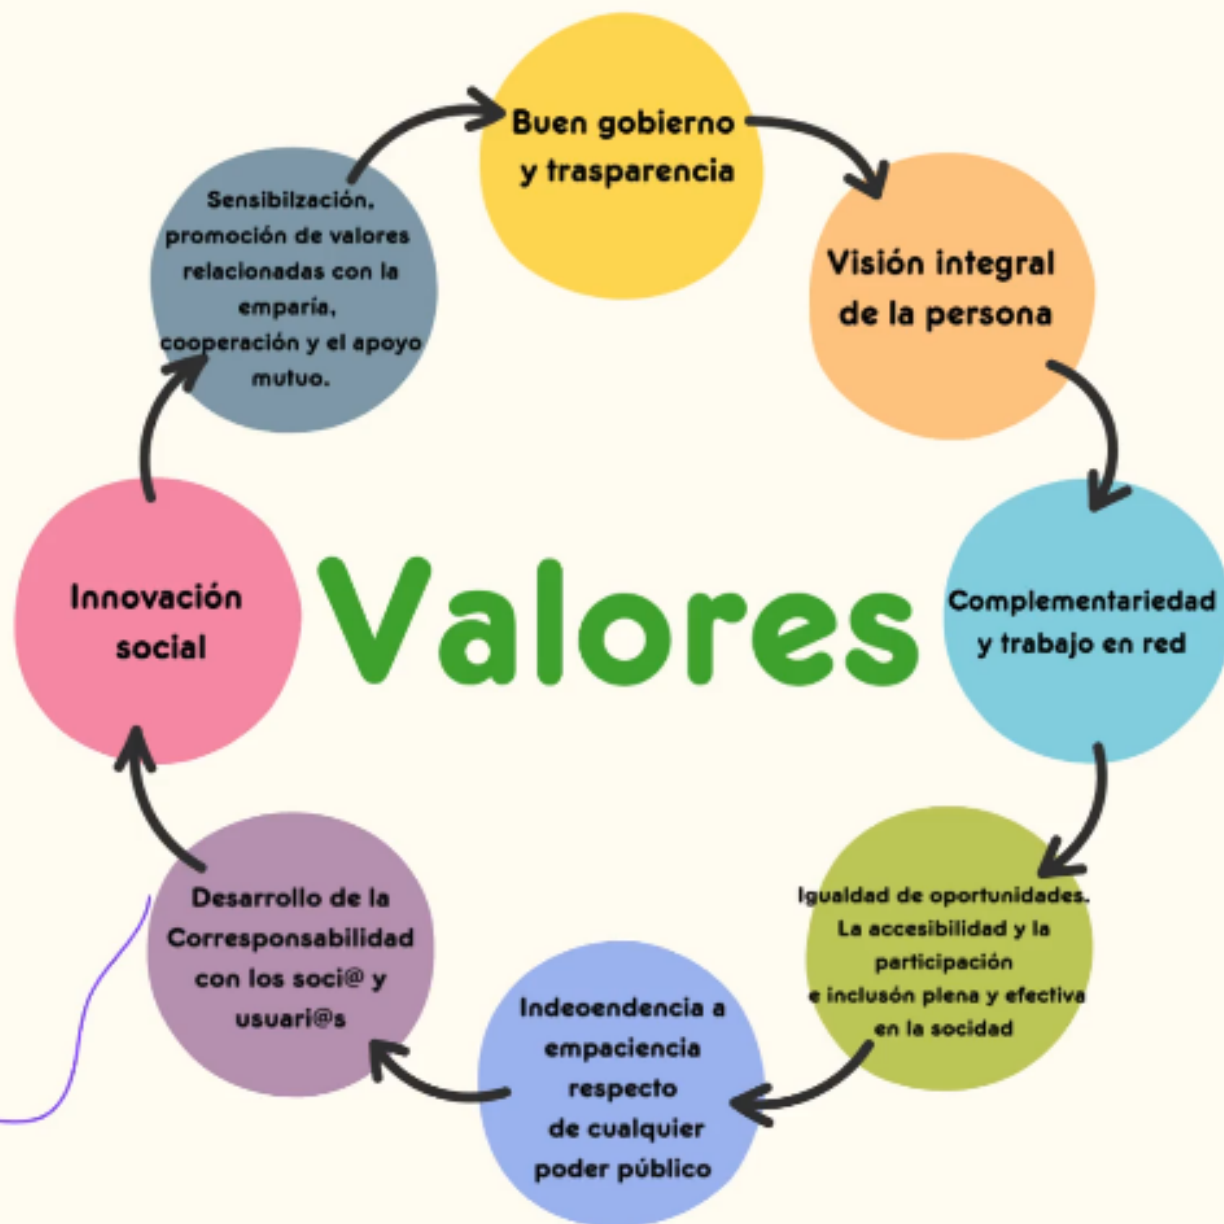 Buen gobierno
y trasparencia
Visión integral
de la persona
Complementariedad
y trabajo en red
Igualdad de oportunidades.
La accesibilidad y la
participación
e inclusón plena y efectiva
en la socidad
Indeoendencia a
empaciencia
respecto
de cualquier
poder público
Desarrollo de la
Corresponsabilidad
con los soci@ y
usuari@s
Innovación
social
Sensibilzación,
promoción de valores
relacionadas con la
emparía,
cooperación y el apoyo
mutuo.
Valores